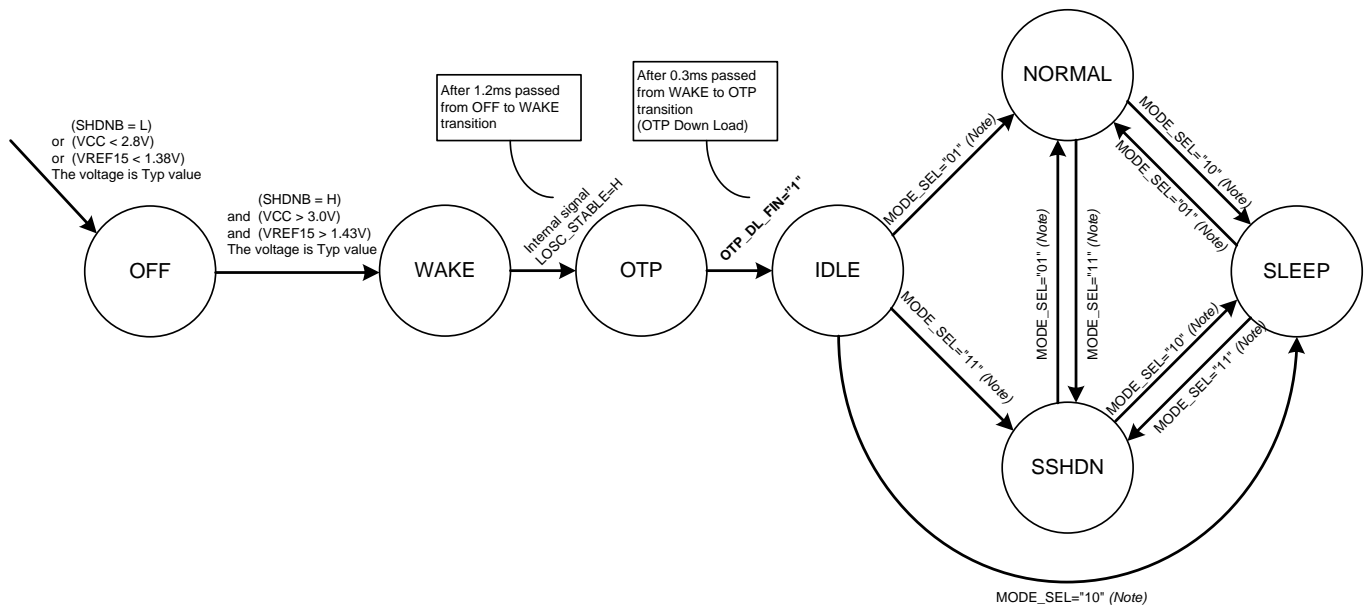 (SHDNB = L)
or (VCC < 2.8V)
or (VREF15 < 1.38V)
The voltage is Typ value
OFF
(SHDNB = H)
and (VCC > 3.0V)
and (VREF15 > 1.43V)
The voltage is Typ value
WAKE
After 1.2ms passed
from OFF to WAKE
transition
Internal signal
LOSC_STABLE=H
OTP
After 0.3ms passed
from WAKE to OTP
transition
(OTP Down Load)
OTP_DL_FIN="1"
IDLE
MODE_SEL="01" (Note)
MODE_SEL="11" (Note)
NORMAL
MODE_SEL="10" (Note)
MODE_SEL="01" (Note)
MODE_SEL="01" (Note)
MODE_SEL="11" (Note)
SLEEP
MODE_SEL="10" (Note)
MODE_SEL="11" (Note)
SSHDN
MODE_SEL="10" (Note)